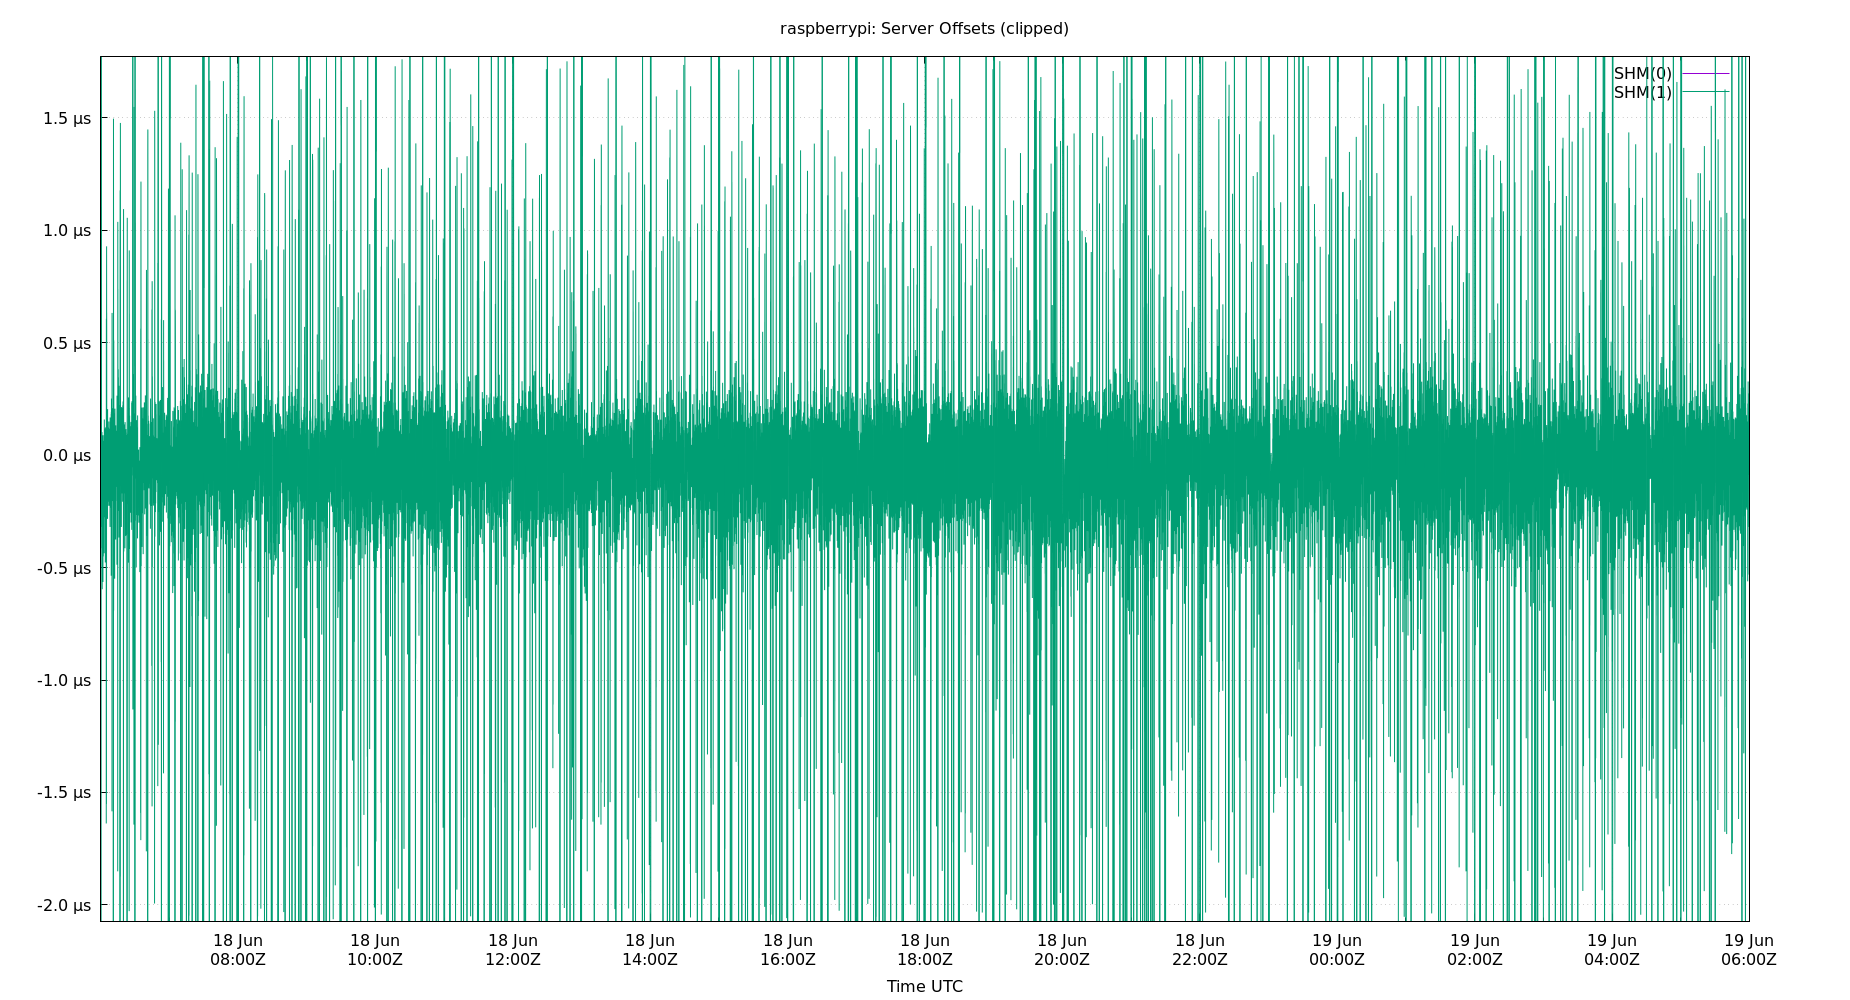 raspberrypi: Server Offsets (clipped)
SHM(0)
SHM(1)
1.5 µs
1.0 µs
0.5 µs
0.0 µs
-0.5 µs
-1.0 µs
-1.5 µs
-2.0 µs
18 Jun 18 Jun 18 Jun 18 Jun 18 Jun 18 Jun 18 Jun 18 Jun 19 Jun 19 Jun 19 Jun 19 Jun
08:00Z 10:00Z 12:00Z 14:00Z 16:00Z 18:00Z 20:00Z 22:00Z 00:00Z 02:00Z 04:00Z 06:00Z
Time UTC